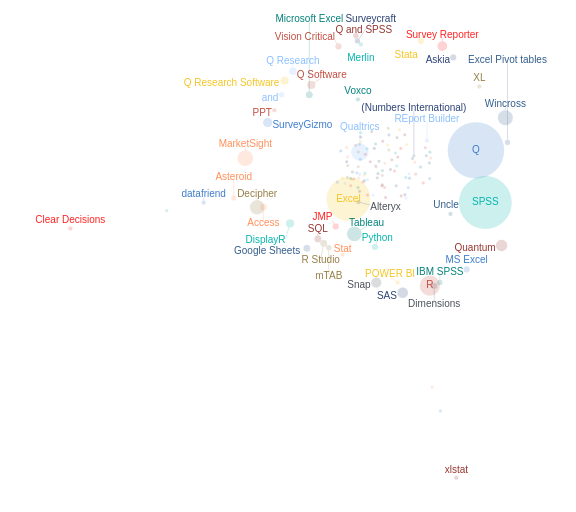 Microsoft Excel
Surveycraft
Vision Critical
Q and SPSS
Survey Reporter
Merlin
Stata
Askia
Excel Pivot tables
Q Research
Q Software
XL
Q Research Software
Voxco
and
(Numbers International)
Wincross
PPT
SurveyGizmo
Qualtrics
REport Builder
MarketSight
Q
Asteroid
datafriend
Decipher
Excel
Alteryx
Uncle
SPSS
Clear Decisions
Access
JMP
SQL
Tableau
DisplayR
Python
Google Sheets
Stat
Quantum
R Studio
MS Excel
mTAB
POWER BI
IBM SPSS
Snap
SAS
R
Dimensions
xlstat